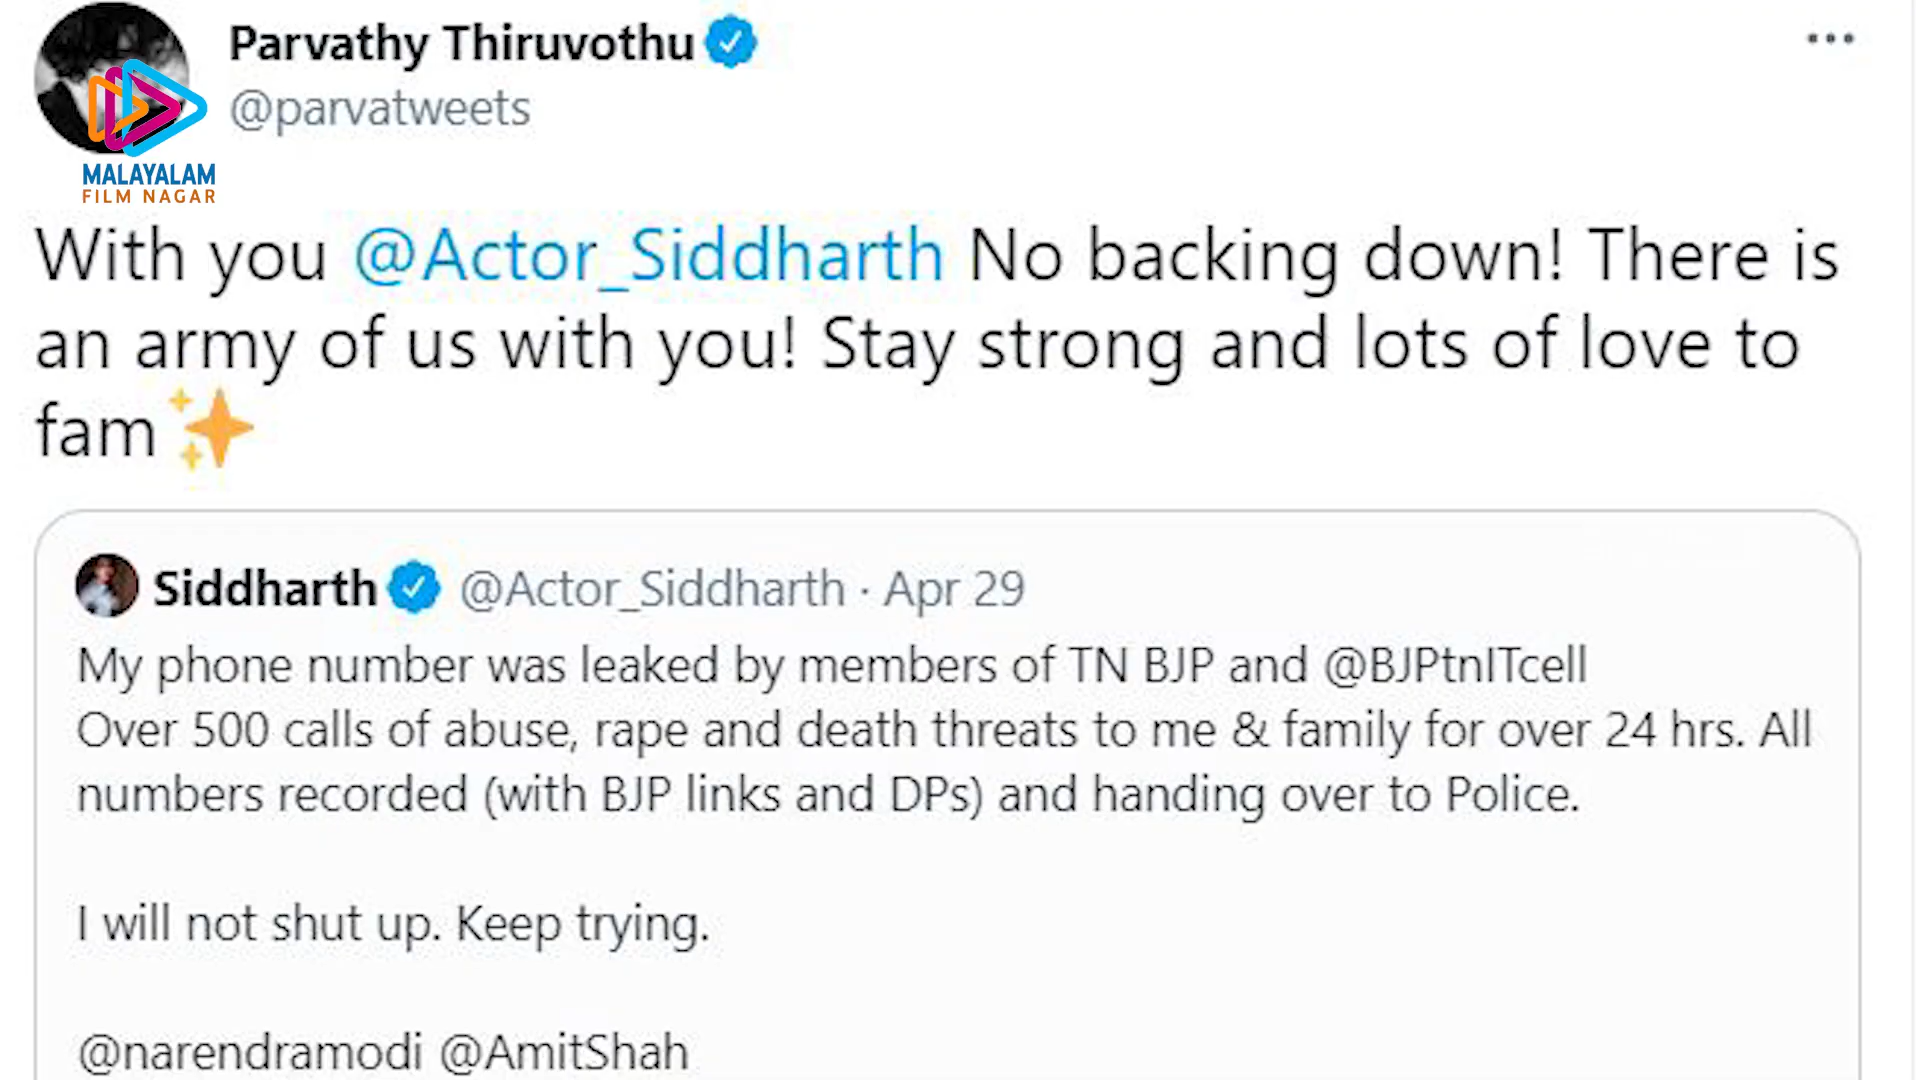 Parvathy Thiruvothu
@parvatweets
MALAYALAM
FILM NAGAR
With you @Actor_Siddharth No backing down! There is
an army of us with you! Stay strong and lots of love to
fam✨
Siddharth @Actor_Siddharth · Apr 29
My phone number was leaked by members of TN BJP and @BJPtnITcell
Over 500 calls of abuse, rape and death threats to me & family for over 24 hrs. All
numbers recorded (with BJP links and DPs) and handing over to Police.
I will not shut up. Keep trying.
@narendramodi @AmitShah